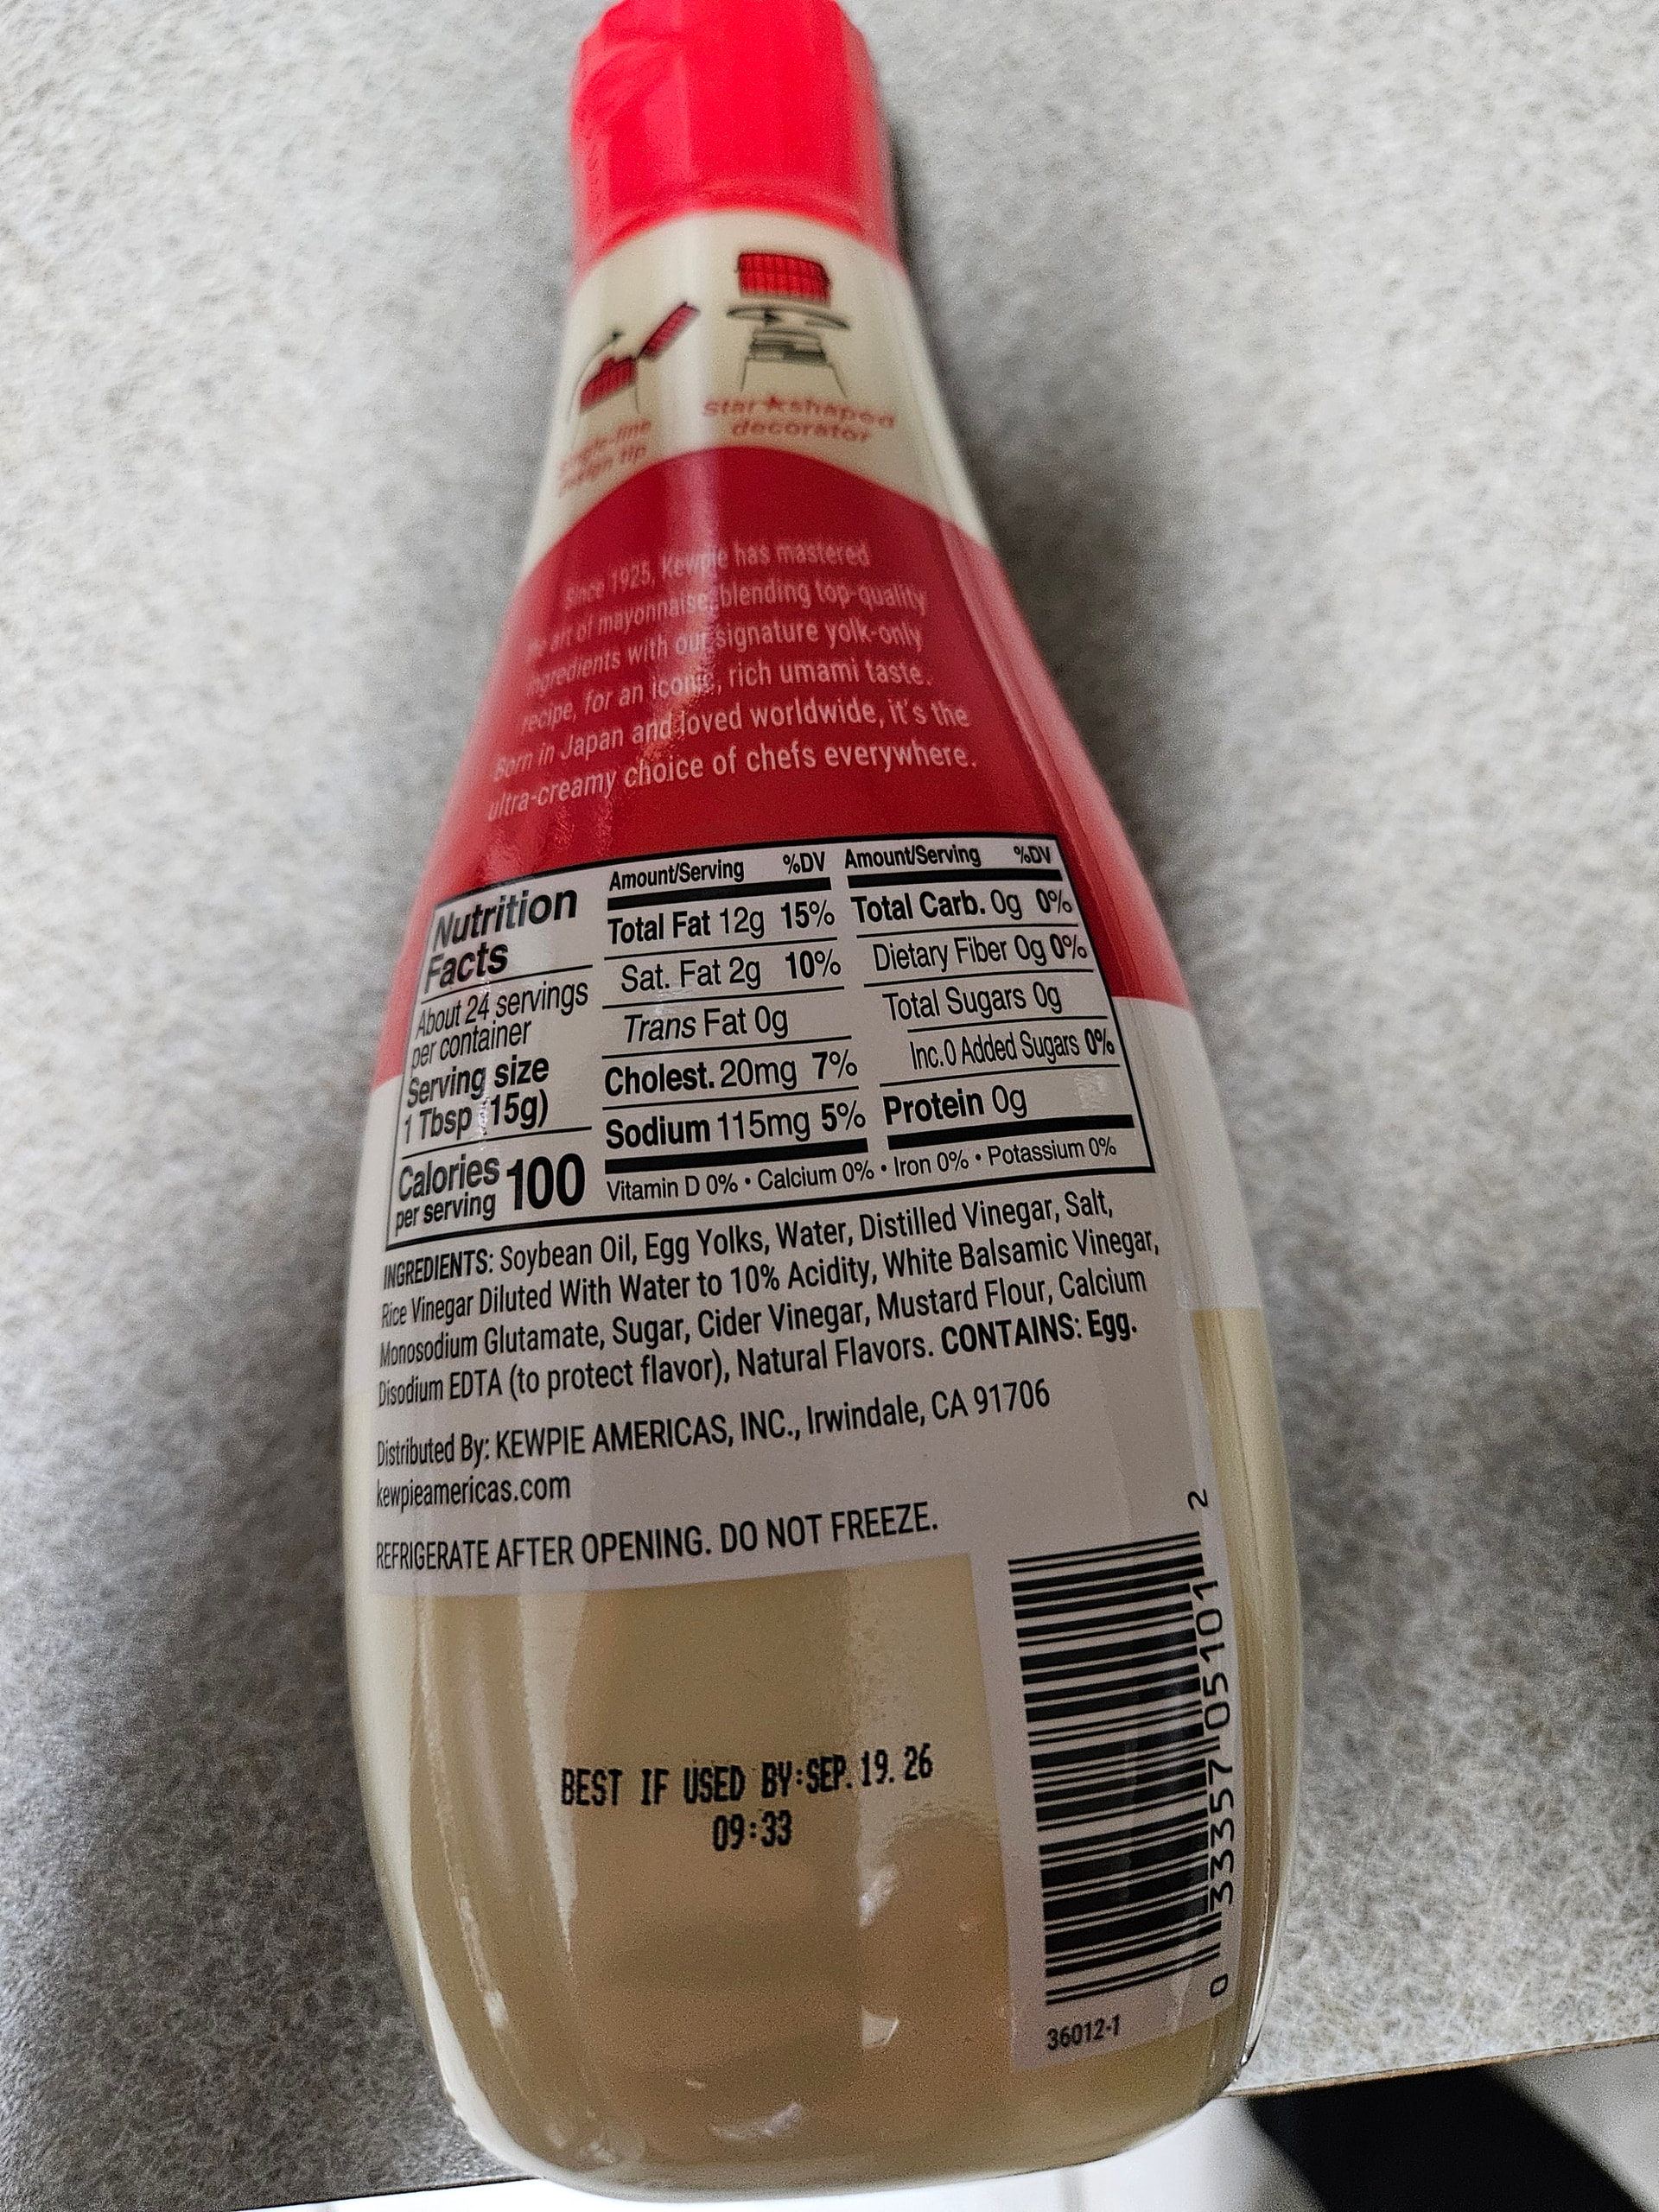 Star★shaped
decorator
Single-line
design tip
Since 1925, Kewpie has mastered
the art of mayonnaise, blending top-quality
ingredients with our signature yolk-only
recipe, for an iconic, rich umami taste.
Born in Japan and loved worldwide, it's the
ultra-creamy choice of chefs everywhere.
Nutrition
Facts
About 24 servings
per container
Serving size
1 Tbsp (15g)
Calories
per serving 100
Amount/Serving %DV
Total Fat 12g 15%
Sat. Fat 2g 10%
Trans Fat 0g
Cholest. 20mg 7%
Sodium 115mg 5%
Amount/Serving %DV
Total Carb. 0g 0%
Dietary Fiber 0g 0%
Total Sugars 0g
Inc.0 Added Sugars 0%
Protein 0g
Vitamin D 0% • Calcium 0% • Iron 0% • Potassium 0%
INGREDIENTS: Soybean Oil, Egg Yolks, Water, Distilled Vinegar, Salt,
Rice Vinegar Diluted With Water to 10% Acidity, White Balsamic Vinegar,
Monosodium Glutamate, Sugar, Cider Vinegar, Mustard Flour, Calcium
Disodium EDTA (to protect flavor), Natural Flavors. CONTAINS: Egg.
Distributed By: KEWPIE AMERICAS, INC., Irwindale, CA 91706
kewpieamericas.com
REFRIGERATE AFTER OPENING. DO NOT FREEZE.
BEST IF USED BY:SEP. 19. 26
09:33
0 33357 05101 2
36012-1